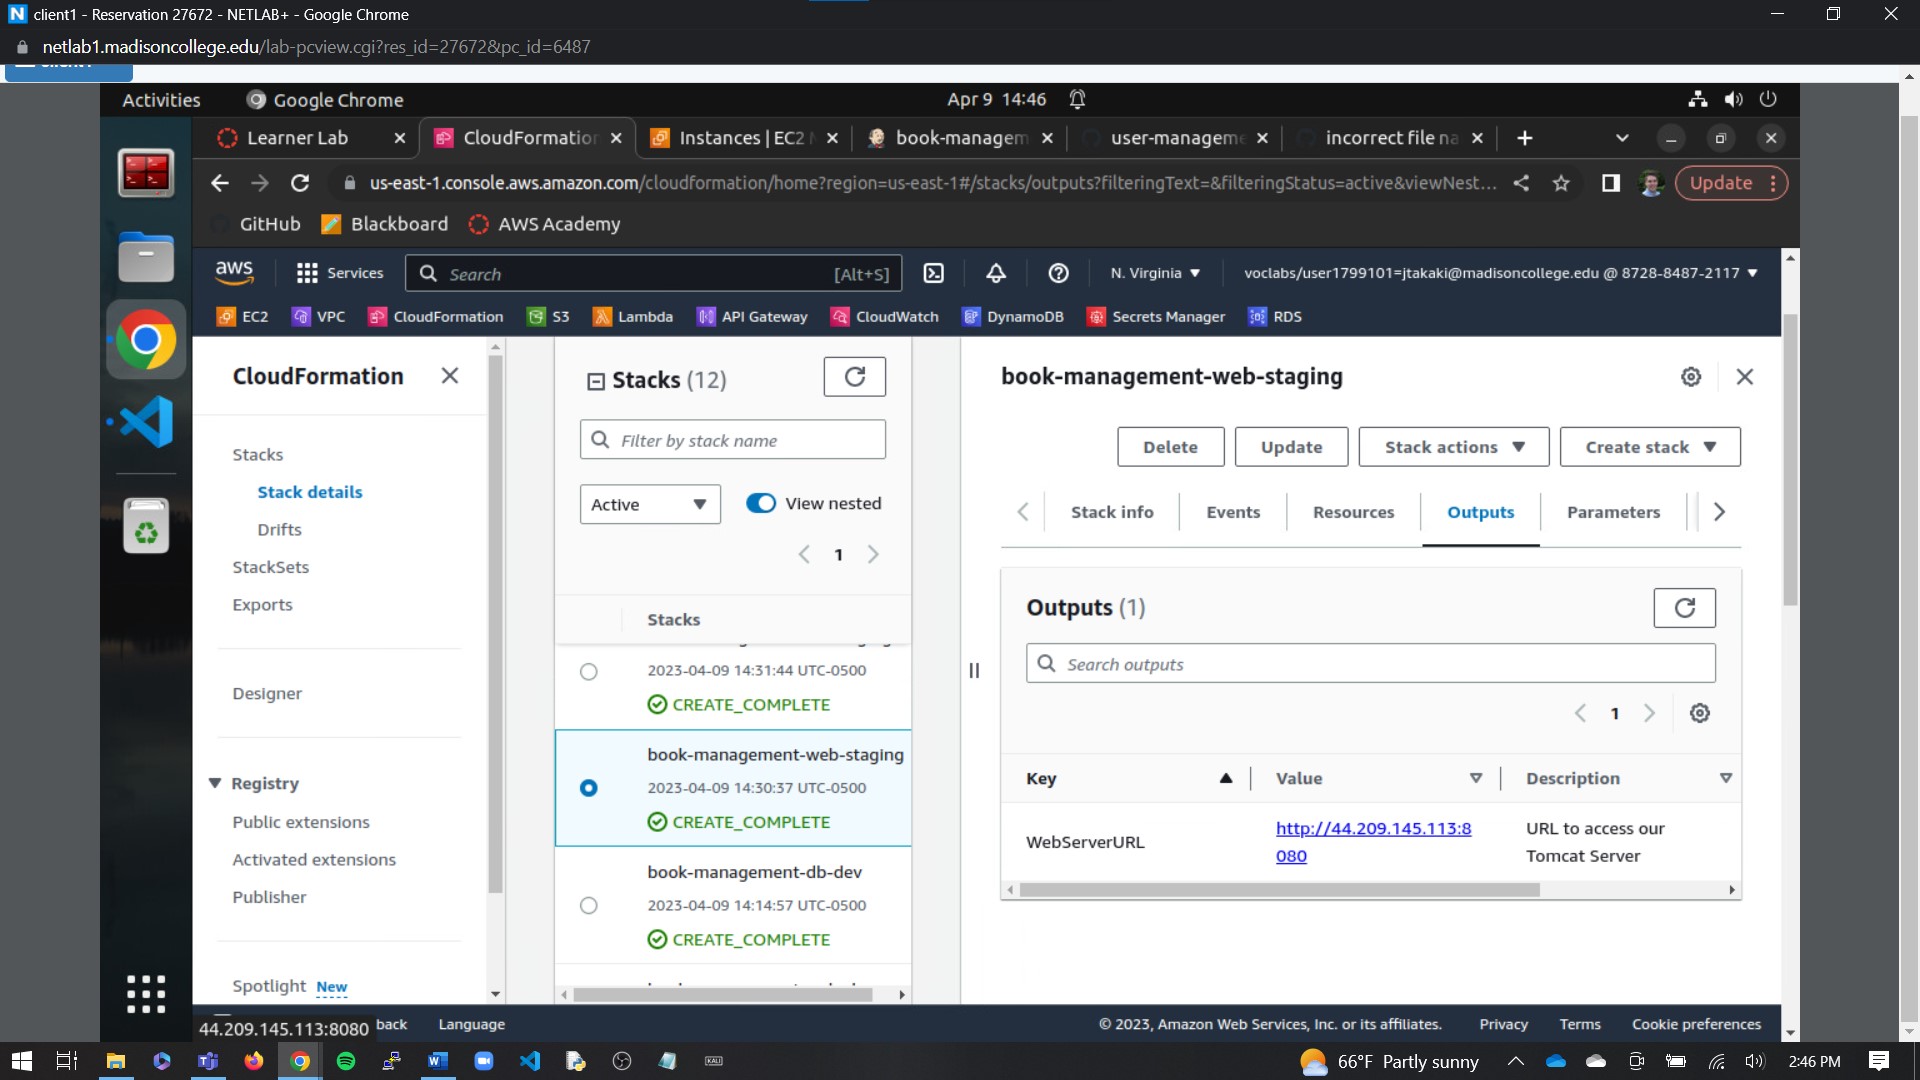 client1 - Reservation 27672 - NETLAB+ - Google Chrome
netlab1.madisoncollege.edu/lab-pcview.cgi?res_id=27672&pc_id=6487
Activities
Google Chrome
Apr 9 14:46
Learner Lab
CloudFormation
Instances | EC2 M
book-managem
user-manageme
incorrect file na
us-east-1.console.aws.amazon.com/cloudformation/home?region=us-east-1#/stacks/outputs?filteringText=&filteringStatus=active&viewNest...
Update
GitHub
Blackboard
AWS Academy
aws
Services
Search
[Alt+S]
N. Virginia
voclabs/user1799101=jtakaki@madisoncollege.edu @ 8728-8487-2117
EC2
VPC
CloudFormation
S3
Lambda
API Gateway
CloudWatch
DynamoDB
Secrets Manager
RDS
CloudFormation
Stacks
Stack details
Drifts
StackSets
Exports
Designer
Registry
Public extensions
Activated extensions
Publisher
Spotlight New
Stacks (12)
Filter by stack name
Active
View nested
1
Stacks
2023-04-09 14:31:44 UTC-0500
CREATE_COMPLETE
book-management-web-staging
2023-04-09 14:30:37 UTC-0500
CREATE_COMPLETE
book-management-db-dev
2023-04-09 14:14:57 UTC-0500
CREATE_COMPLETE
book-management-web-staging
Delete
Update
Stack actions
Create stack
Stack info
Events
Resources
Outputs
Parameters
Outputs (1)
Search outputs
1
Key
Value
Description
WebServerURL
http://44.209.145.113:8
080
URL to access our
Tomcat Server
44.209.145.113:8080
back
Language
© 2023, Amazon Web Services, Inc. or its affiliates.
Privacy
Terms
Cookie preferences
66°F Partly sunny
2:46 PM